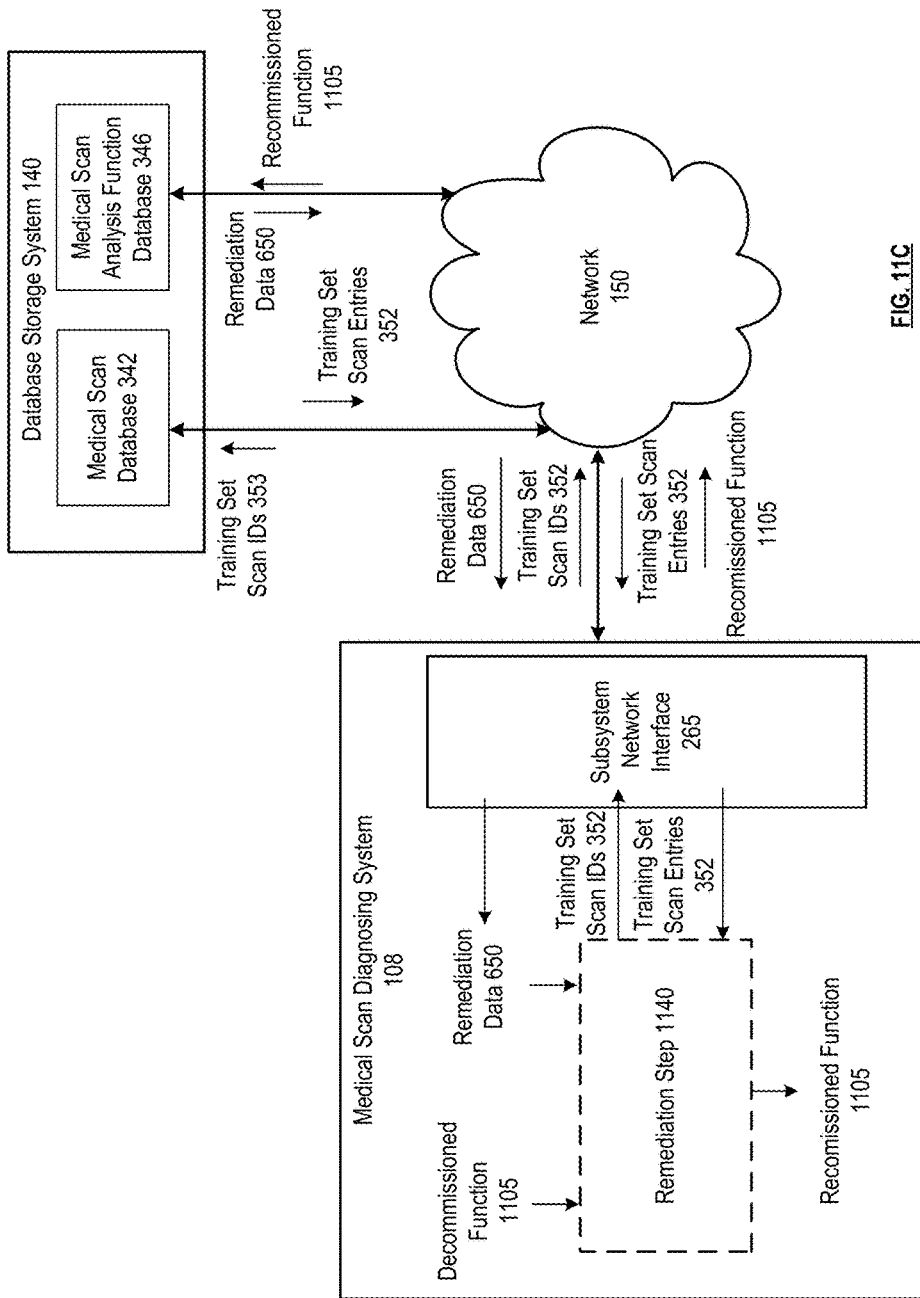 Database Storage System 140
Medical Scan
Database 342
Medical Scan
Analysis Function
Database 346
Training Set
Scan IDs 353
Training Set
Scan Entries
352
Remediation
Data 650
Recommissioned
Function
1105
Network
150
Remediation
Data 650
Training Set
Scan IDs 352
Training Set Scan
Entries 352
Recomissioned Function
1105
Medical Scan Diagnosing System
108
Subsystem
Network
Interface
265
Remediation
Data 650
Training Set
Scan IDs 352
Training Set
Scan Entries
352
Decommissioned
Function
1105
Remediation Step 1140
Recomissioned Function
1105
FIG. 11C